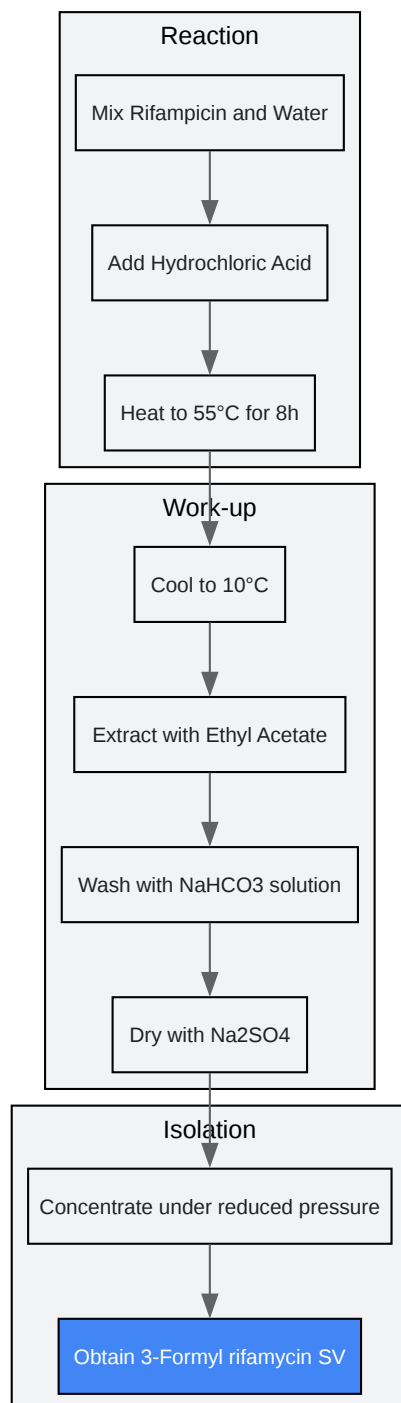 Reaction
Mix Rifampicin and Water
Add Hydrochloric Acid
Heat to 55°C for 8h
Work-up
Cool to 10°C
Extract with Ethyl Acetate
Wash with NaHCO3 solution
Dry with Na2SO4
Isolation
Concentrate under reduced pressure
Obtain 3-Formyl rifamycin SV